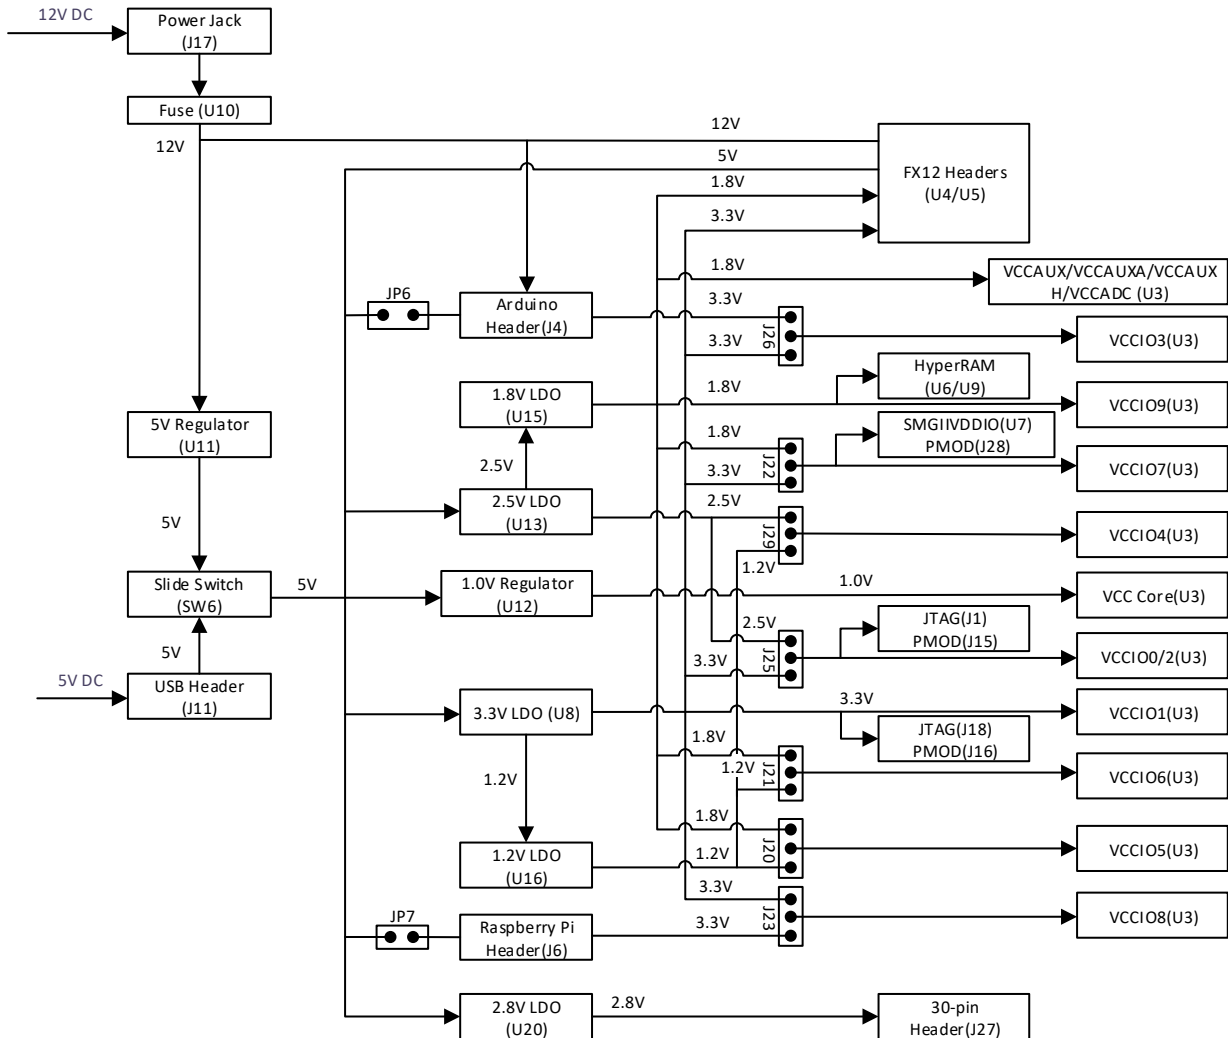 12V DC
Power Jack
(J17)
Fuse (U10)
12V
12V
5V
1.8V
3.3V
FX12 Headers
(U4/U5)
1.8V
VCCAUX/VCCAUXA/VCCAUX
H/VCCADC (U3)
JP6
Arduino
Header(J4)
3.3V
3.3V
J26
VCCIO3(U3)
HyperRAM
(U6/U9)
1.8V LDO
(U15)
1.8V
VCCIO9(U3)
5V Regulator
(U11)
SMGIIVDDIO(U7)
PMOD(J28)
1.8V
3.3V
J22
VCCIO7(U3)
2.5V
2.5V LDO
(U13)
2.5V
J29
1.2V
VCCIO4(U3)
5V
Slide Switch
(SW6)
5V
1.0V Regulator
(U12)
1.0V
VCC Core(U3)
5V
5V DC
USB Header
(J11)
JTAG(J1)
PMOD(J15)
2.5V
3.3V
J25
VCCIO0/2(U3)
3.3V LDO (U8)
3.3V
VCCIO1(U3)
JTAG(J18)
PMOD(J16)
1.8V
1.2V
J21
VCCIO6(U3)
1.2V
1.8V
1.2V LDO
(U16)
1.2V
J20
VCCIO5(U3)
3.3V
JP7
Raspberry Pi
Header(J6)
3.3V
J23
VCCIO8(U3)
2.8V LDO
(U20)
2.8V
30-pin
Header(J27)